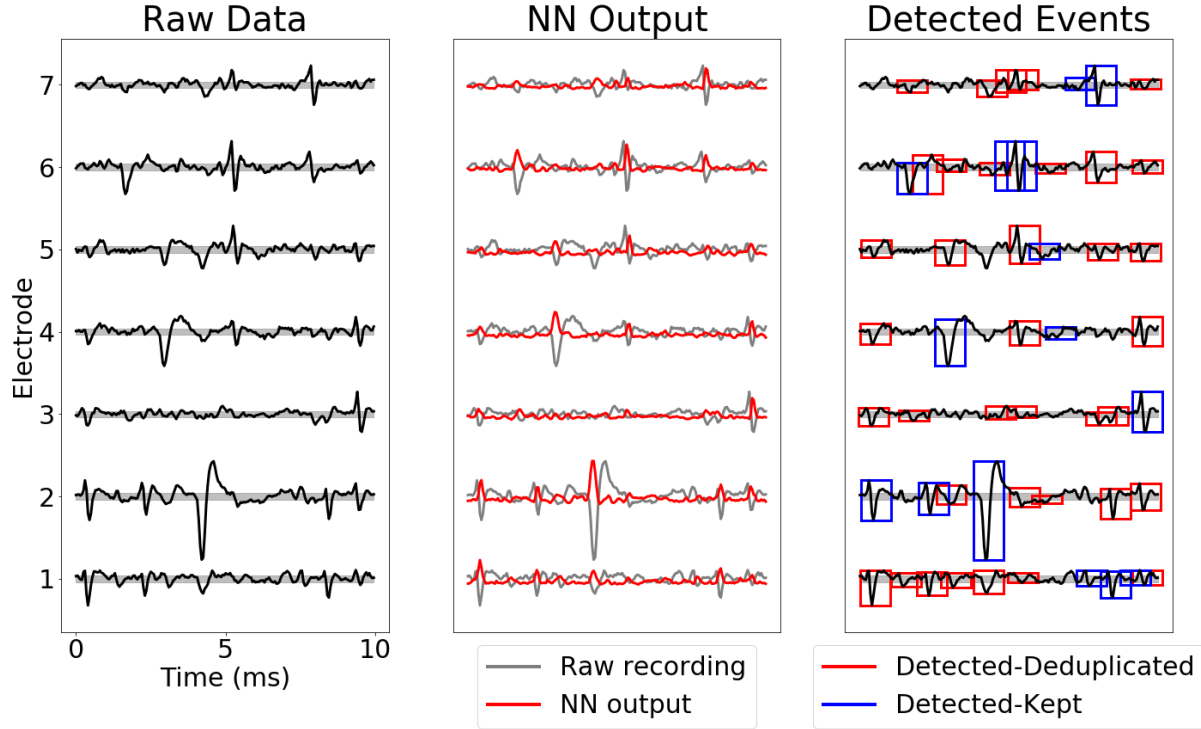 Raw Data
NN Output
Detected Events
Electrode
7
6
5
4
3
2
1
0
5
10
Time (ms)
Raw recording
NN output
Detected-Deduplicated
Detected-Kept